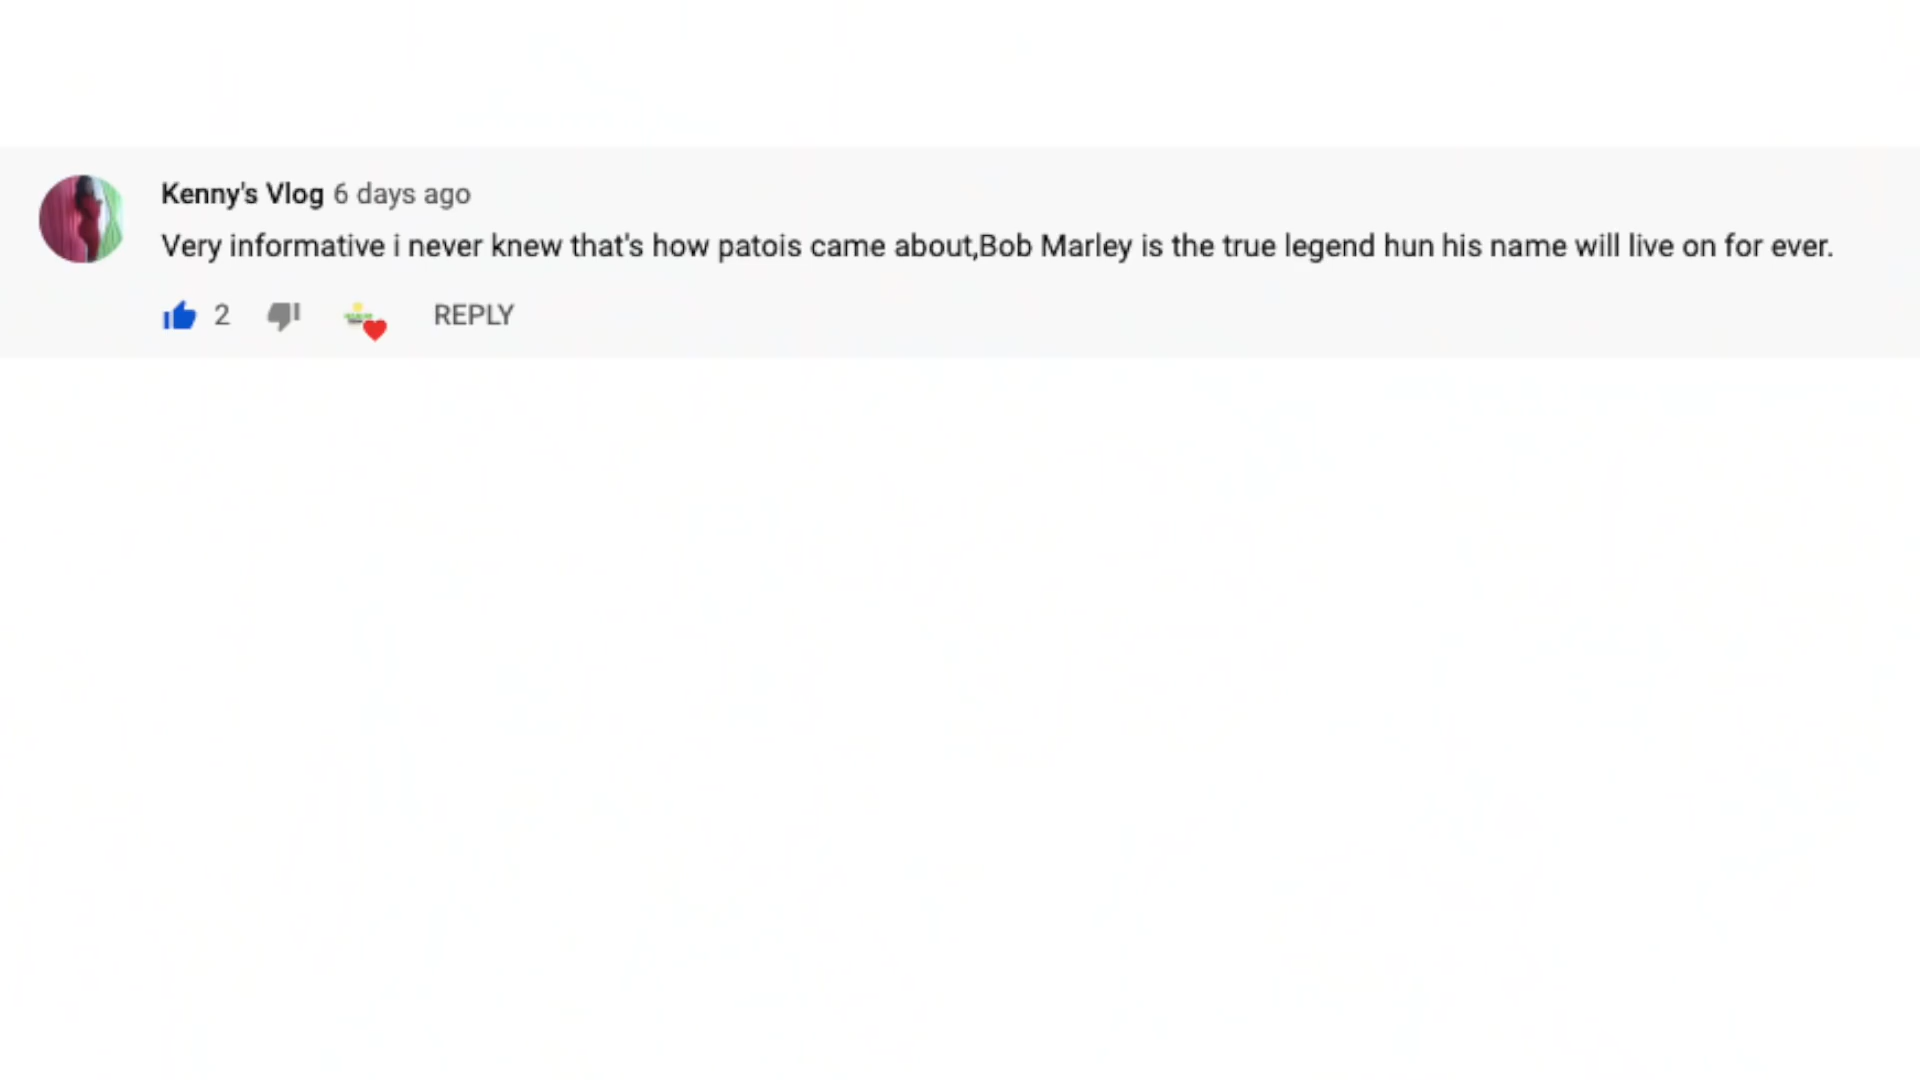 Kenny's Vlog 6 days ago
Very informative i never knew that's how patois came about,Bob Marley is the true legend hun his name will live on for ever.
2 REPLY